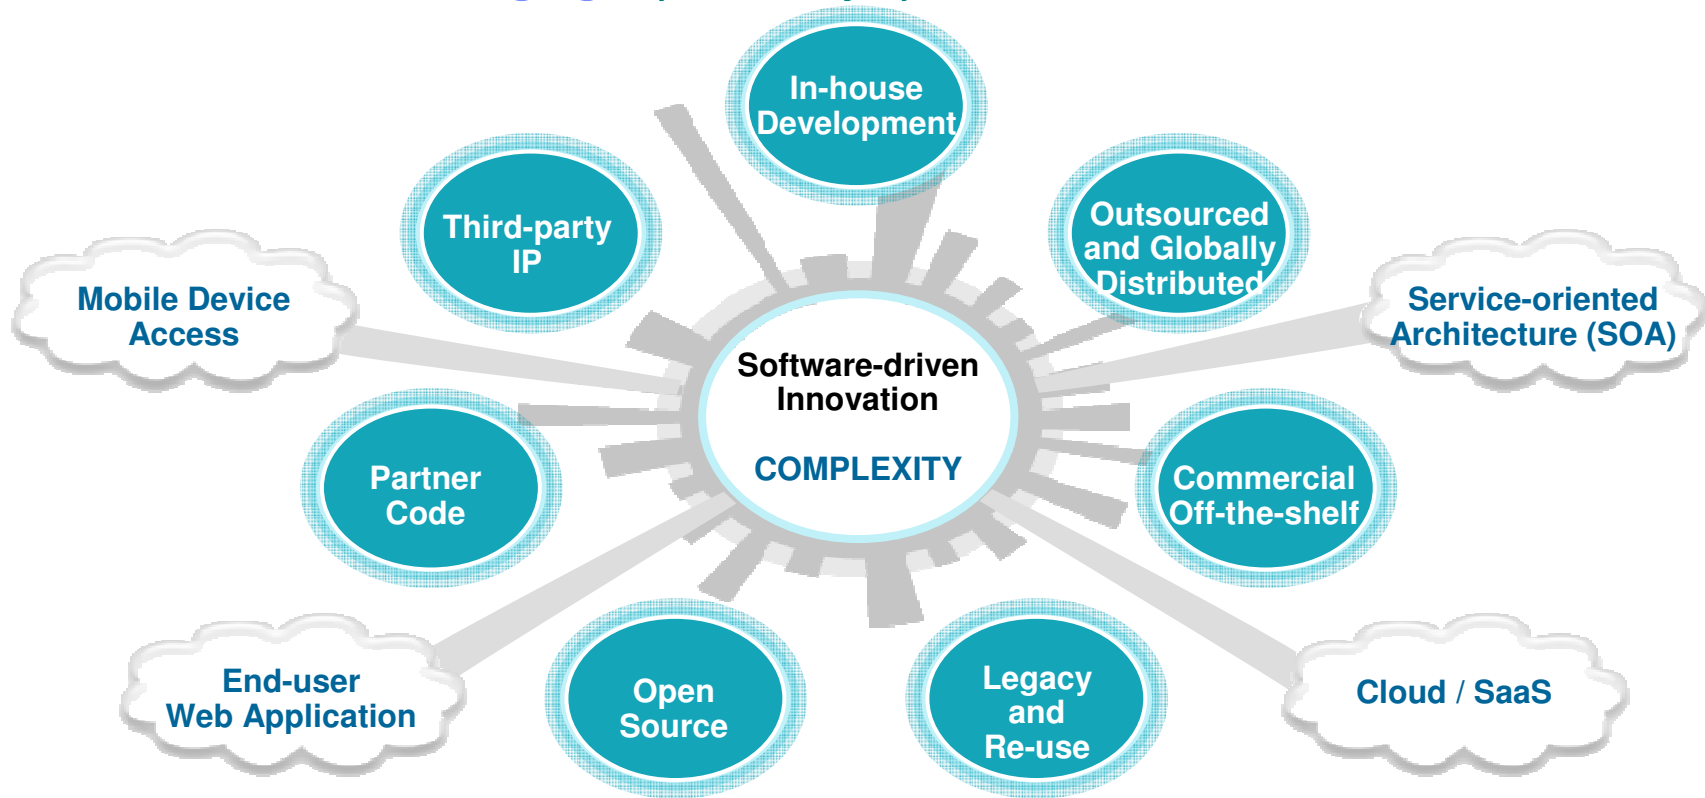 In-house
Development
Third-party
IP
Outsourced
and Globally
Distributed
Mobile Device
Access
Service-oriented
Architecture (SOA)
Software-driven
Innovation
COMPLEXITY
Partner
Code
Commercial
Off-the-shelf
End-user
Web Application
Open
Source
Legacy
and
Re-use
Cloud / SaaS